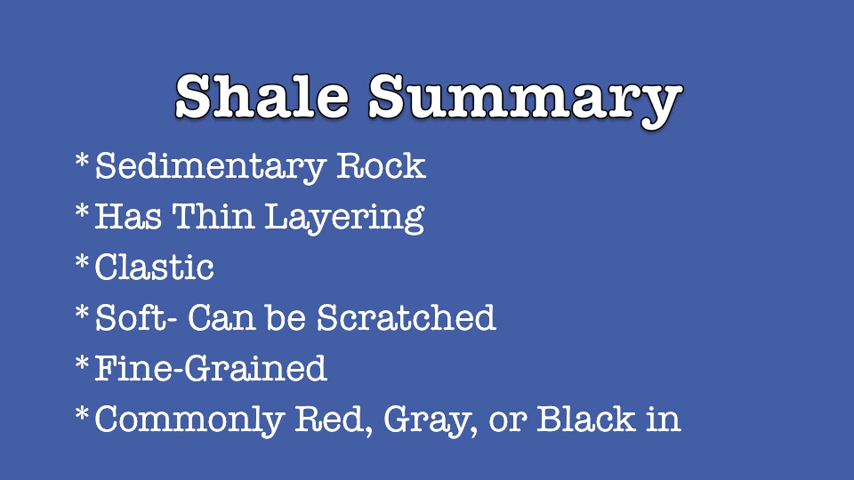 Shale Summary
*Sedimentary Rock
*Has Thin Layering
*Clastic
*Soft- Can be Scratched
*Fine-Grained
*Commonly Red, Gray, or Black in